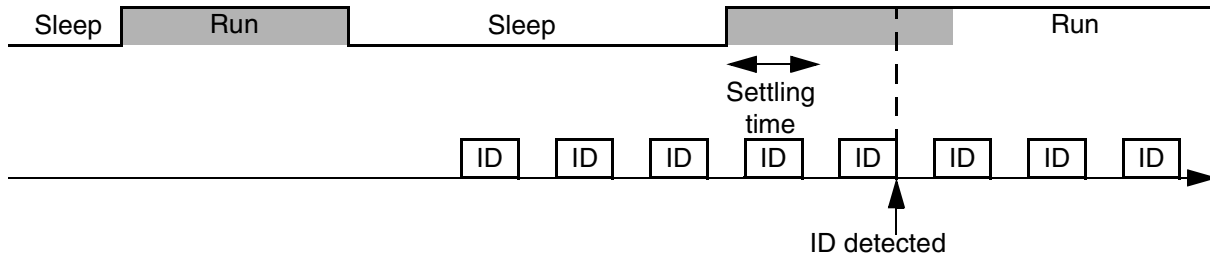 Sleep Run Sleep Run
Settling
time
ID ID ID ID ID ID ID ID
ID detected